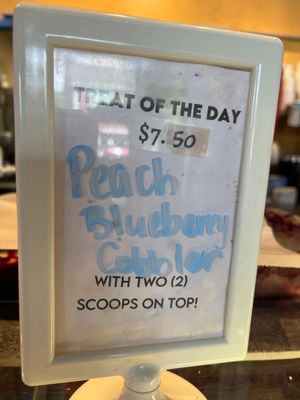 TREAT OF THE DAY
$7.50
Peach
Blueberry
Cobbler
WITH TWO (2)
SCOOPS ON TOP!